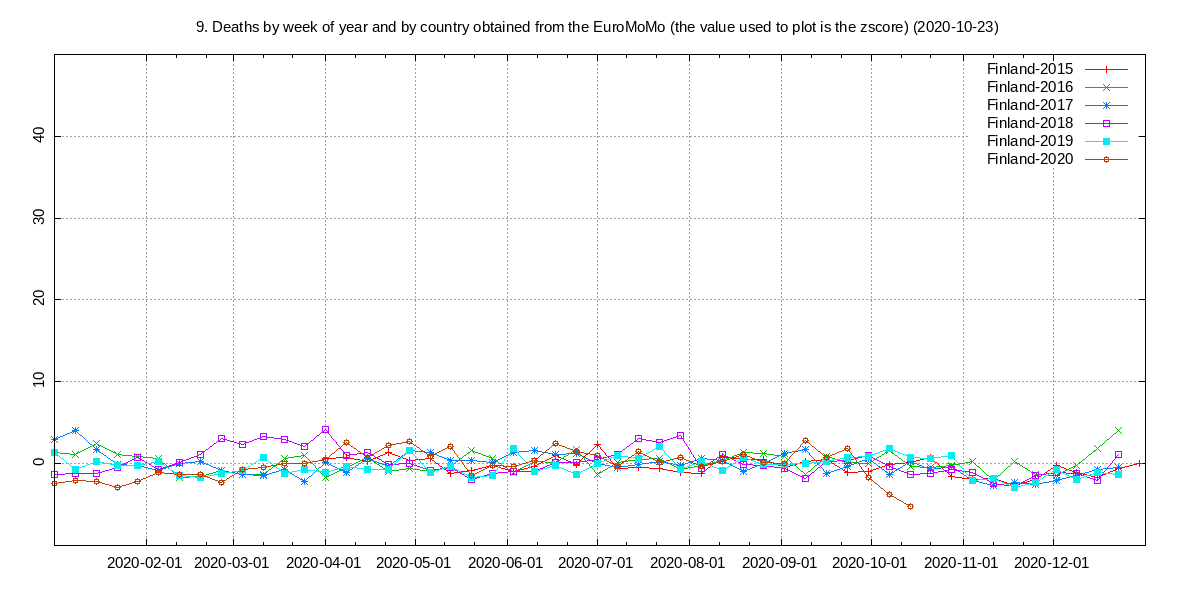 9. Deaths by week of year and by country obtained from the EuroMoMo (the value used to plot is the zscore) (2020-10-23)
Finland-2015
Finland-2016
Finland-2017
Finland-2018
Finland-2019
Finland-2020
40
30
20
10
0
2020-02-01 2020-03-01 2020-04-01 2020-05-01 2020-06-01 2020-07-01 2020-08-01 2020-09-01 2020-10-01 2020-11-01 2020-12-01